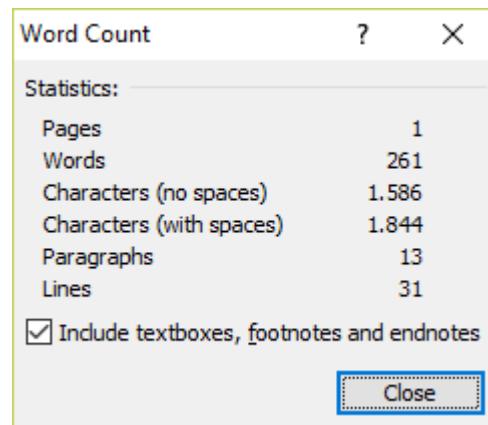 Word Count ? X
Statistics:
Pages 1
Words 261
Characters (no spaces) 1.586
Characters (with spaces) 1.844
Paragraphs 13
Lines 31
Include textboxes, footnotes and endnotes
Close